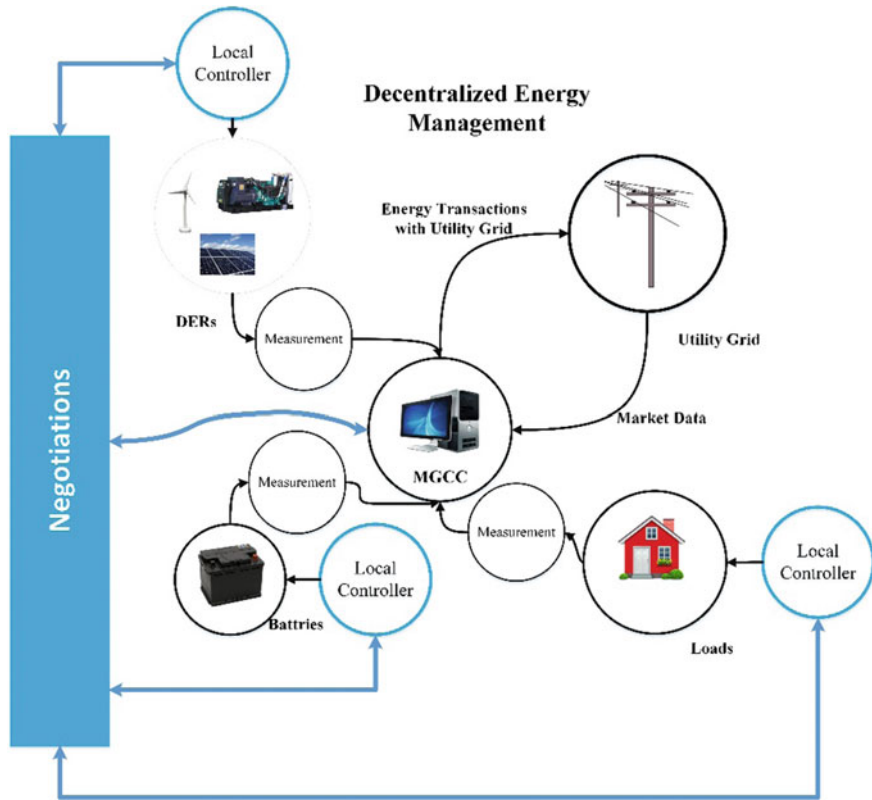 Local
Controller
Decentralized Energy
Management
Energy Transactions
with Utility Grid
DERs
Measurement
Utility Grid
Market Data
MGCC
Negotiations
Measurement
Measurement
Local
Controller
Battries
Local
Controller
Loads